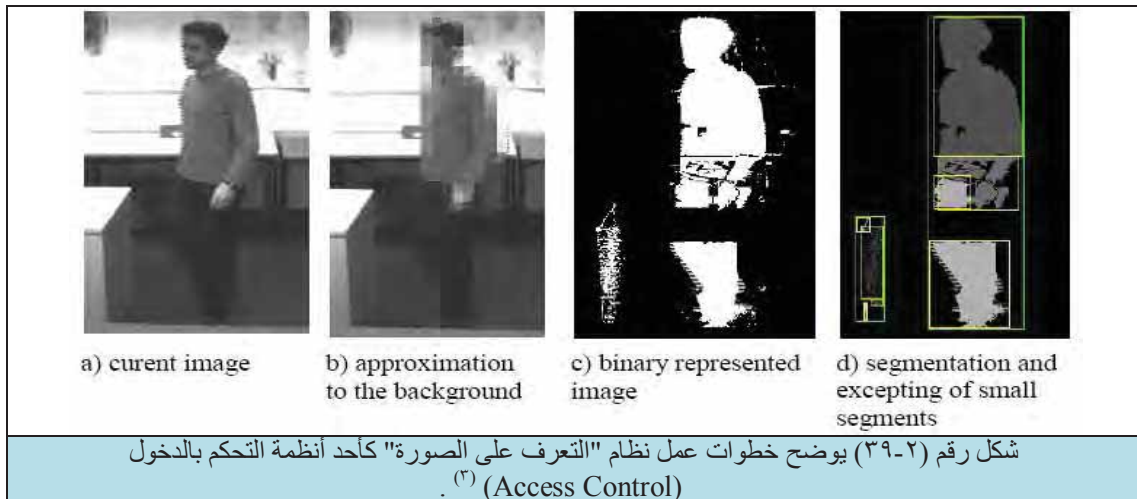 a) curent image
b) approximation
to the background
c) binary represented
image
d) segmentation and
excepting of small
segments
شكل رقم (٢-٣٩) يوضح خطوات عمل نظام "التعرف على الصورة" كأحد أنظمة التحكم بالدخول
(Access Control) (٣) .